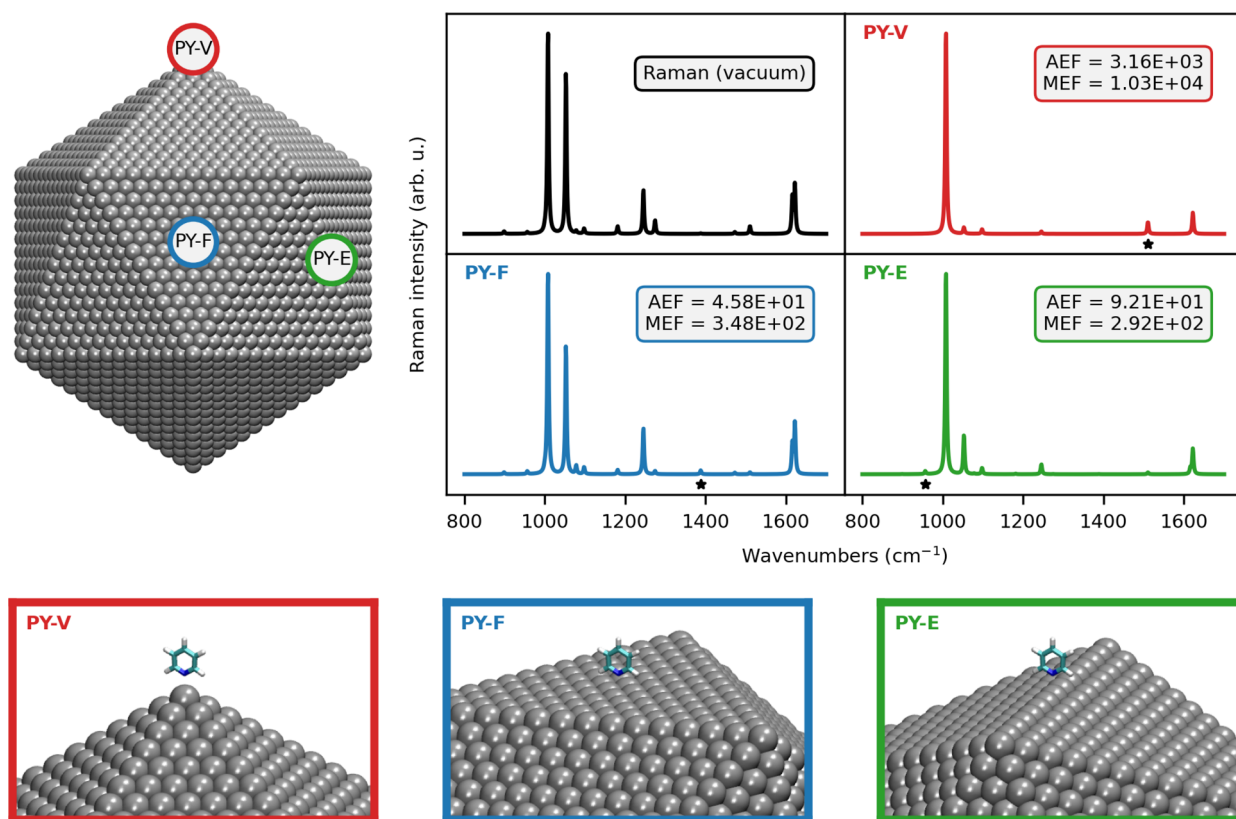 PY-V
PY-F
PY-E
Raman intensity (arb. u.)
Raman (vacuum)
PY-V
AEF = 3.16E+03
MEF = 1.03E+04
★
PY-F
AEF = 4.58E+01
MEF = 3.48E+02
★
PY-E
AEF = 9.21E+01
MEF = 2.92E+02
★
800 1000 1200 1400 1600
800 1000 1200 1400 1600
Wavenumbers (cm⁻¹)
PY-V
PY-F
PY-E